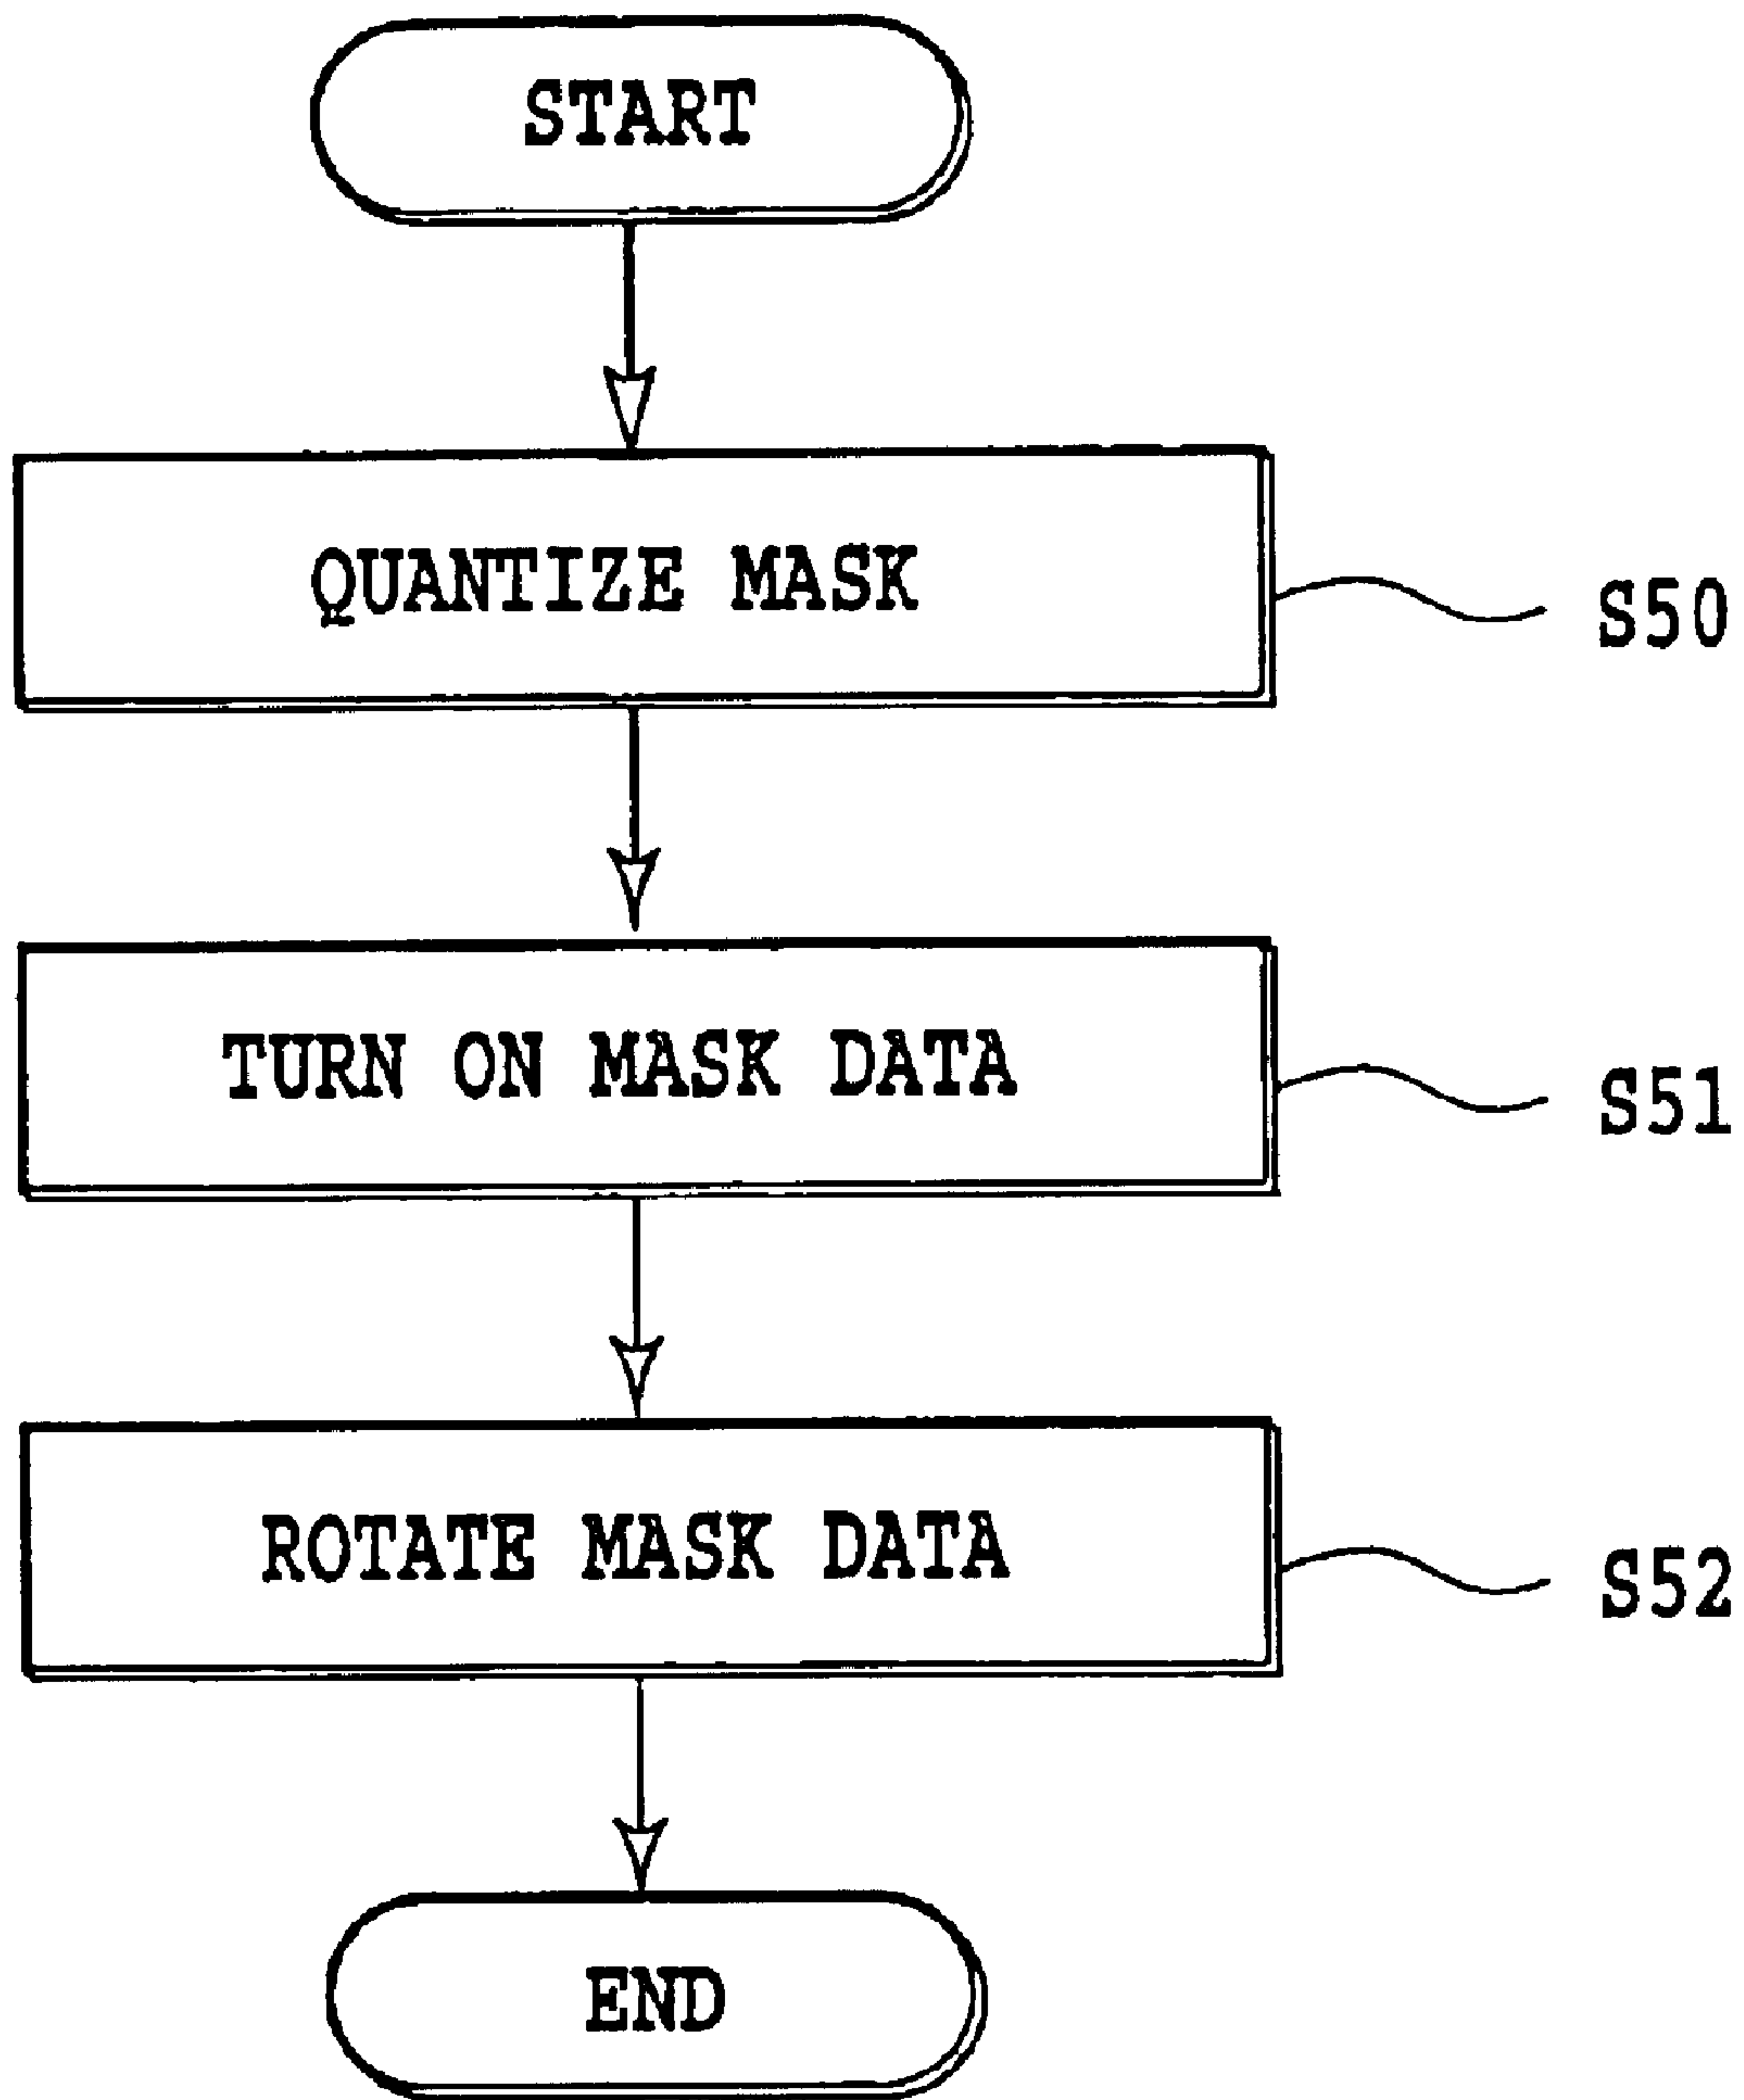 START
QUANTIZE MASK
S50
TURN ON MASK DATA
S51
ROTATE MASK DATA
S52
END